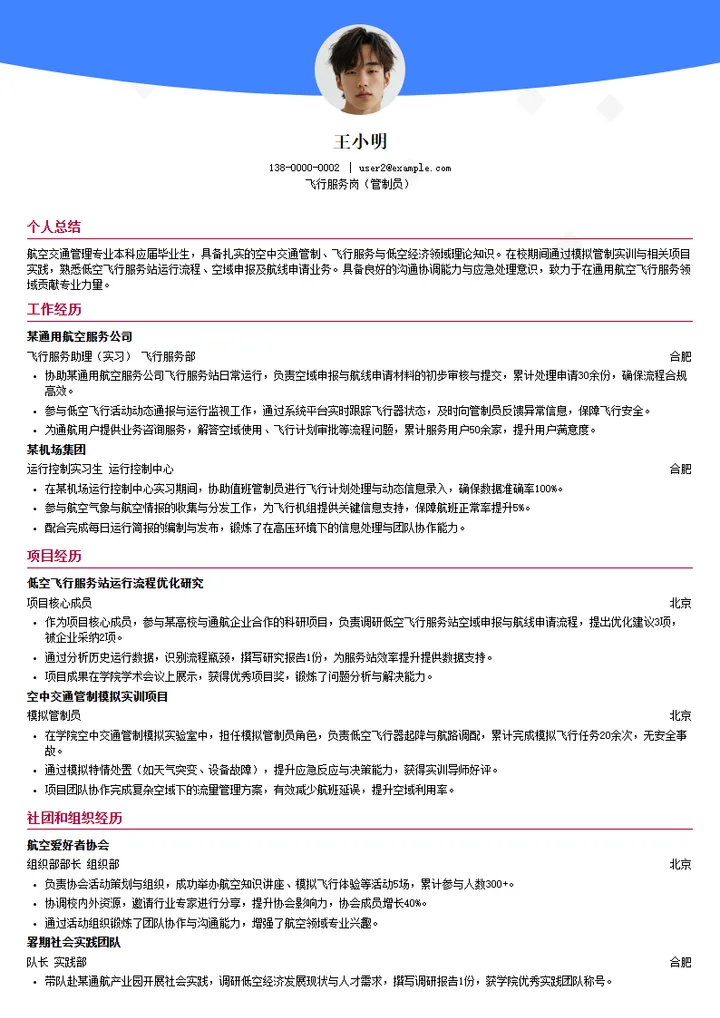 王小明
138-0000-0002 | user2@example.com
飞行服务岗（管制员）
个人总结
航空交通管理专业本科应届毕业生，具备扎实的空中交通管制、飞行服务与低空经济领域理论知识。在校期间通过模拟管制实训与相关项目
实践，熟悉低空飞行服务站运行流程、空域申报及航线申请业务。具备良好的沟通协调能力与应急处理意识，致力于在通用航空飞行服务领
域贡献专业力量。
工作经历
某通用航空服务公司
飞行服务助理（实习） 飞行服务部 合肥
• 协助某通用航空服务公司飞行服务站日常运行，负责空域申报与航线申请材料的初步审核与提交，累计处理申请30余份，确保流程合规
高效。
• 参与低空飞行活动动态通报与运行监视工作，通过系统平台实时跟踪飞行器状态，及时向管制员反馈异常信息，保障飞行安全。
• 为通航用户提供业务咨询服务，解答空域使用、飞行计划审批等流程问题，累计服务用户50余家，提升用户满意度。
某机场集团
运行控制实习生 运行控制中心 合肥
• 在某机场运行控制中心实习期间，协助值班管制员进行飞行计划处理与动态信息录入，确保数据准确率100%。
• 参与航空气象与航空情报的收集与分发工作，为飞行机组提供关键信息支持，保障航班正常率提升5%。
• 配合完成每日运行简报的编制与发布，锻炼了在高压环境下的信息处理与团队协作能力。
项目经历
低空飞行服务站运行流程优化研究
项目核心成员 北京
• 作为项目核心成员，参与某高校与通航企业合作的科研项目，负责调研低空飞行服务站空域申报与航线申请流程，提出优化建议3项，
被企业采纳2项。
• 通过分析历史运行数据，识别流程瓶颈，撰写研究报告1份，为服务站效率提升提供数据支持。
• 项目成果在学院学术会议上展示，获得优秀项目奖，锻炼了问题分析与解决能力。
空中交通管制模拟实训项目
模拟管制员 北京
• 在学院空中交通管制模拟实验室中，担任模拟管制员角色，负责低空飞行器起降与航路调配，累计完成模拟飞行任务20余次，无安全事
故。
• 通过模拟特情处置（如天气突变、设备故障），提升应急反应与决策能力，获得实训导师好评。
• 项目团队协作完成复杂空域下的流量管理方案，有效减少航班延误，提升空域利用率。
社团和组织经历
航空爱好者协会
组织部部长 组织部 北京
• 负责协会活动策划与组织，成功举办航空知识讲座、模拟飞行体验等活动5场，累计参与人数300+。
• 协调校内外资源，邀请行业专家进行分享，提升协会影响力，协会成员增长40%。
• 通过活动组织锻炼了团队协作与沟通能力，增强了航空领域专业兴趣。
暑期社会实践团队
队长 实践部 合肥
• 带队赴某通航产业园开展社会实践，调研低空经济发展现状与人才需求，撰写调研报告1份，获学院优秀实践团队称号。